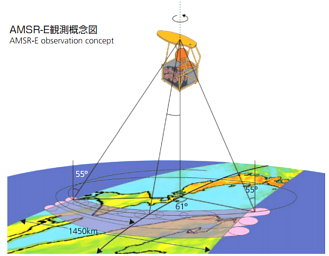 AMSR-E観測概念図
AMSR-E observation concept
55°
55°
61°
1450km